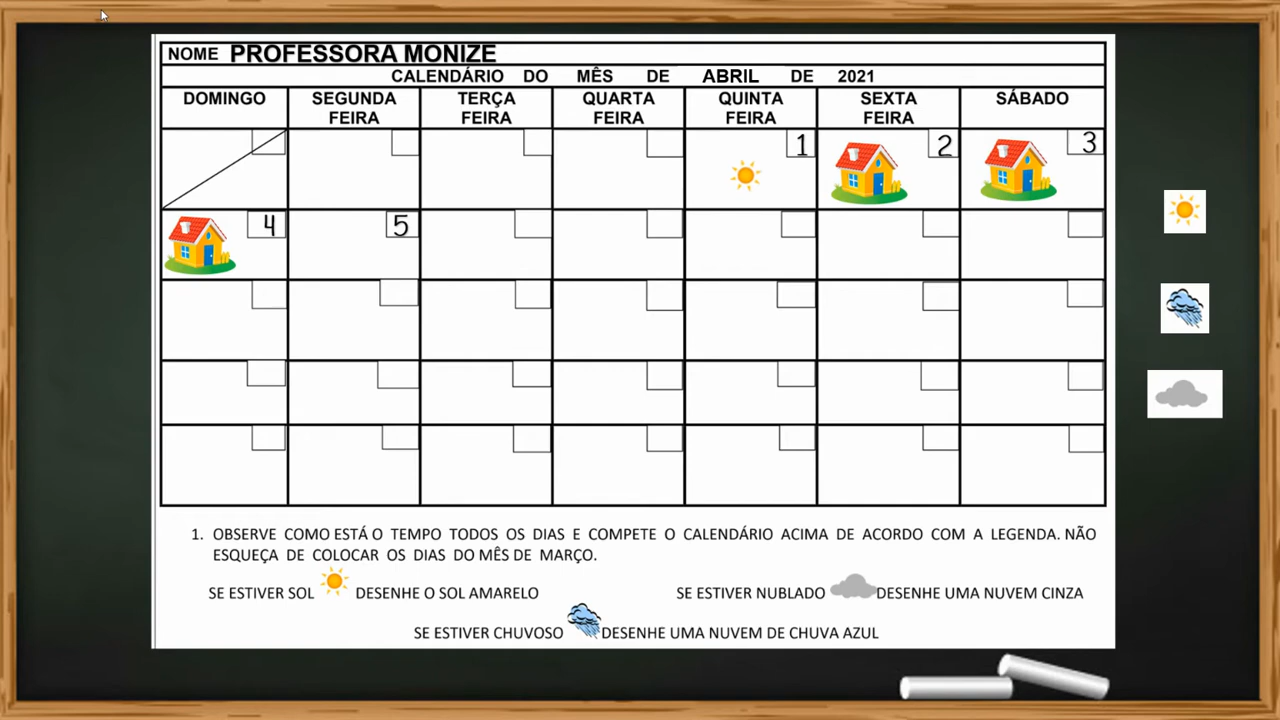 NOME PROFESSORA MONIZE
CALENDÁRIO DO MÊS DE ABRIL DE 2021
DOMINGO SEGUNDA FEIRA TERÇA FEIRA QUARTA FEIRA QUINTA FEIRA SEXTA FEIRA SÁBADO
1 2 3
4 5
1. OBSERVE COMO ESTÁ O TEMPO TODOS OS DIAS E COMPETE O CALENDÁRIO ACIMA DE ACORDO COM A LEGENDA. NÃO
ESQUEÇA DE COLOCAR OS DIAS DO MÊS DE MARÇO.
SE ESTIVER SOL DESENHE O SOL AMARELO SE ESTIVER NUBLADO DESENHE UMA NUVEM CINZA
SE ESTIVER CHUVOSO DESENHE UMA NUVEM DE CHUVA AZUL